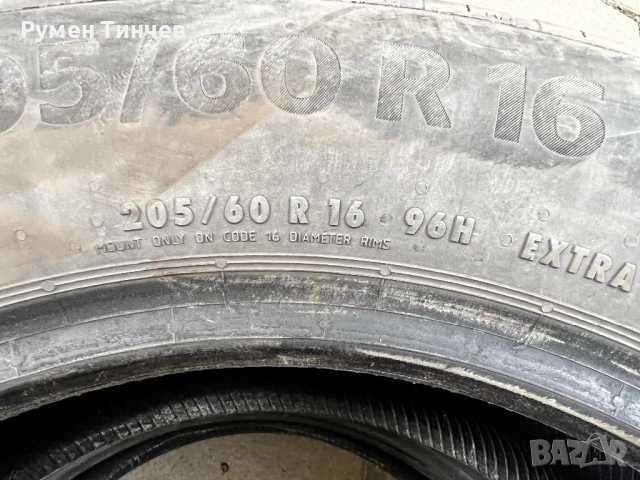 Румен Тинчев
05/60 R 16
205/60 R 16 96H EXTRA
MOUNT ONLY ON CODE 16 DIAMETER RIMS
BAZAR